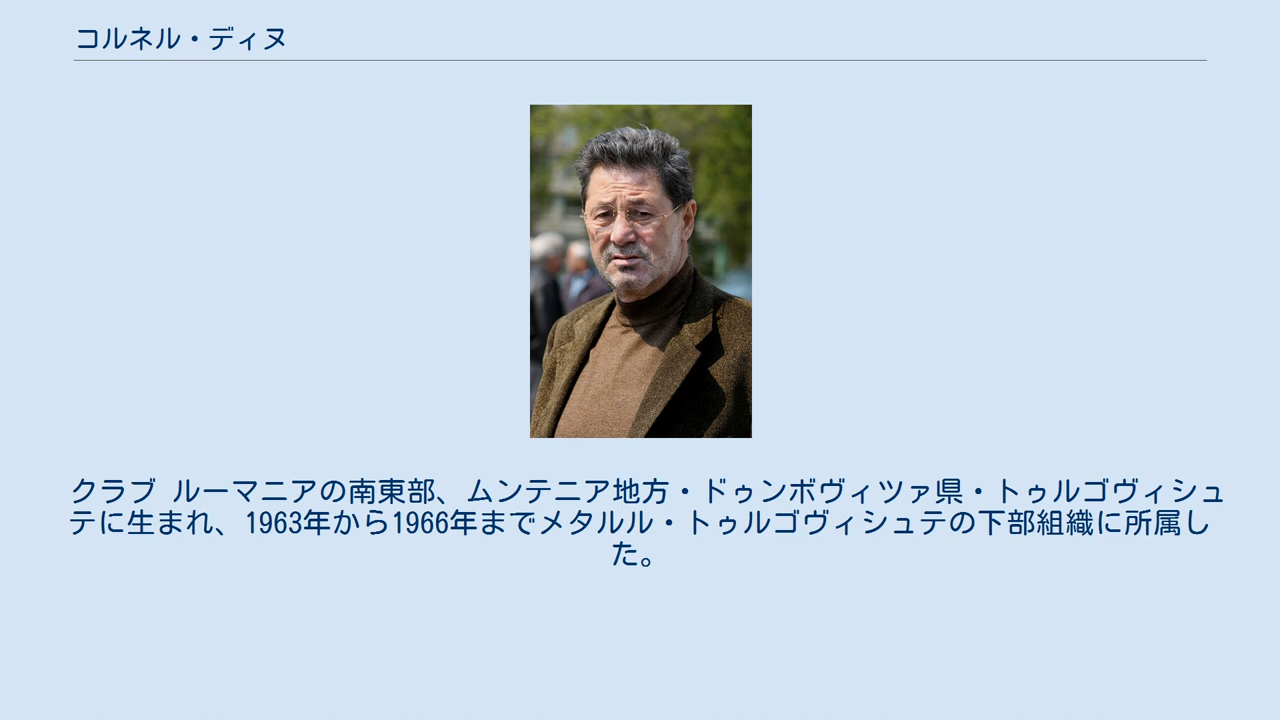 コルネル・ディヌ
クラブ ルーマニアの南東部、ムンテニア地方・ドゥンボヴィツァ県・トゥルゴヴィシュ
テに生まれ、1963年から1966年までメタルル・トゥルゴヴィシュテの下部組織に所属し
た。